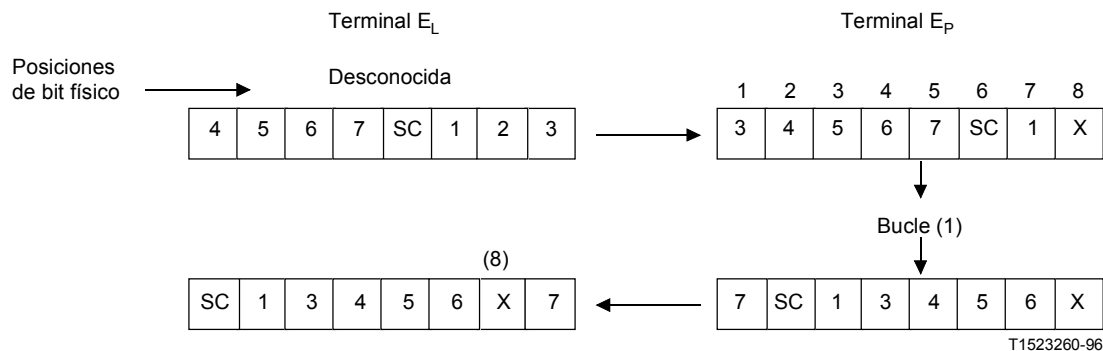 Terminal EL Terminal EP
Posiciones de bit físico
Desconocida
1 2 3 4 5 6 7 8
4 5 6 7 SC 1 2 3
3 4 5 6 7 SC 1 X
Bucle (1)
(8)
SC 1 3 4 5 6 X 7
7 SC 1 3 4 5 6 X
T1523260-96